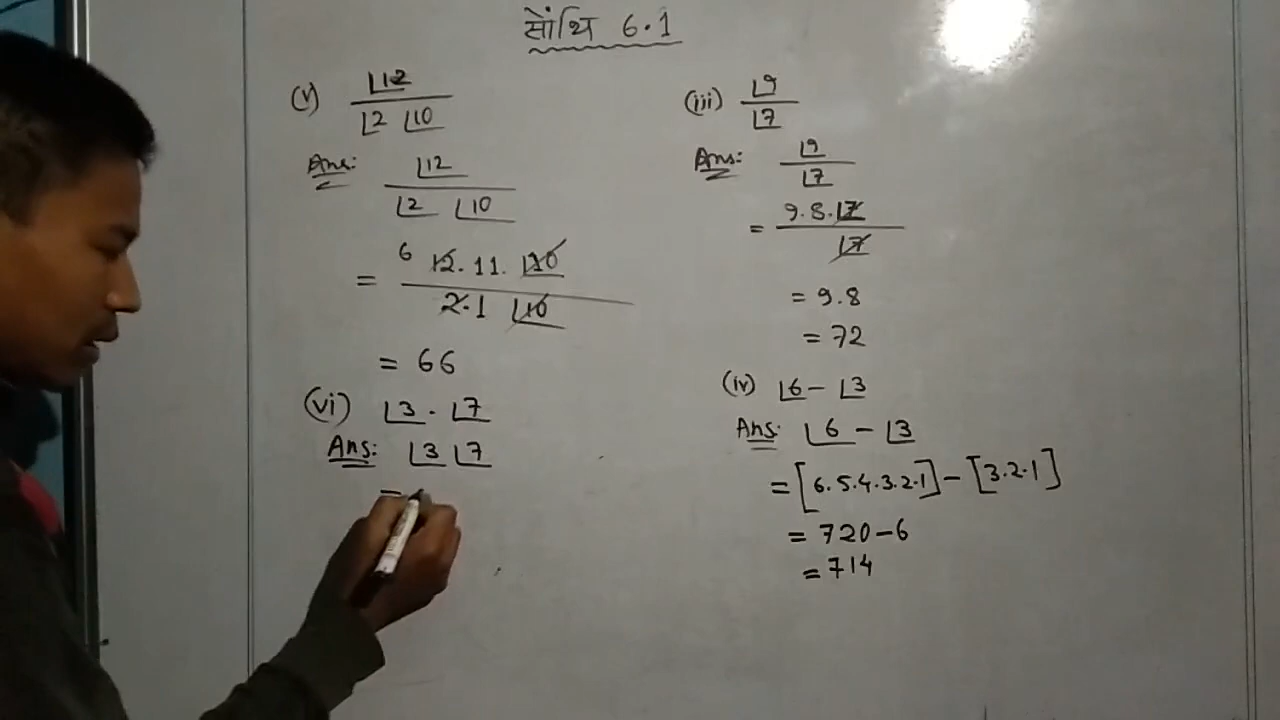 सोंथि 6.1
(v) ⌊12 / ⌊2 ⌊10
Ans: ⌊12 / ⌊2 ⌊10
= 6 12. 11. ⌊10 / 2.1 ⌊10
= 66
(vi) ⌊3 . ⌊7
Ans: ⌊3 ⌊7
=
(iii) ⌊9 / ⌊7
Ans: ⌊9 / ⌊7
= 9.8.⌊7 / ⌊7
= 9.8
= 72
(iv) ⌊6 - ⌊3
Ans: ⌊6 - ⌊3
= [6.5.4.3.2.1] - [3.2.1]
= 720-6
= 714